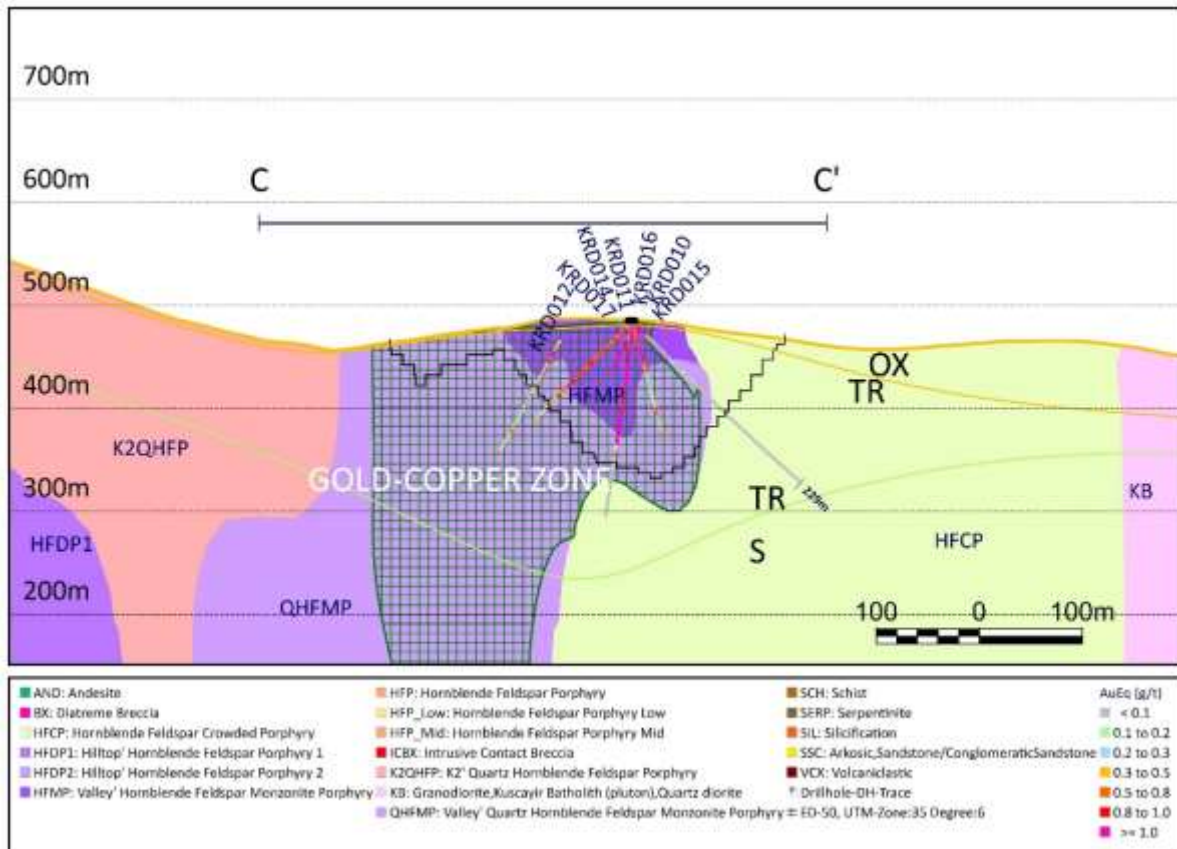 700m
600m
C
C'
500m
KRD012
KRD017
KRD014
KRD011
KRD016
KRD010
KRD015
OX
400m
TR
HFMP
K2QHFP
GOLD-COPPER ZONE
300m
TR
229m
KB
HFDP1
S
HFCP
200m
QHFMP
100 0 100m
AND: Andesite
BX: Diatreme Breccia
HFCP: Hornblende Feldspar Crowded Porphyry
HFDP1: Hilltop' Hornblende Feldspar Porphyry 1
HFDP2: Hilltop' Hornblende Feldspar Porphyry 2
HFMP: Valley' Hornblende Feldspar Monzonite Porphyry
HFP: Hornblende Feldspar Porphyry
HFP_Low: Hornblende Feldspar Porphyry Low
HFP_Mid: Hornblende Feldspar Porphyry Mid
ICBX: Intrusive Contact Breccia
K2QHFP: K2' Quartz Hornblende Feldspar Porphyry
KB: Granodiorite,Kuscayir Batholith (pluton),Quartz diorite
QHFMP: Valley' Quartz Hornblende Feldspar Monzonite Porphyry
SCH: Schist
SERP: Serpentinite
SIL: Silicification
SSC: Arkosic,Sandstone/ConglomeraticSandstone
VCX: Volcaniclastic
Drillhole-DH-Trace
ED-50, UTM-Zone:35 Degree:6
AuEq (g/t)
< 0.1
0.1 to 0.2
0.2 to 0.3
0.3 to 0.5
0.5 to 0.8
0.8 to 1.0
>= 1.0